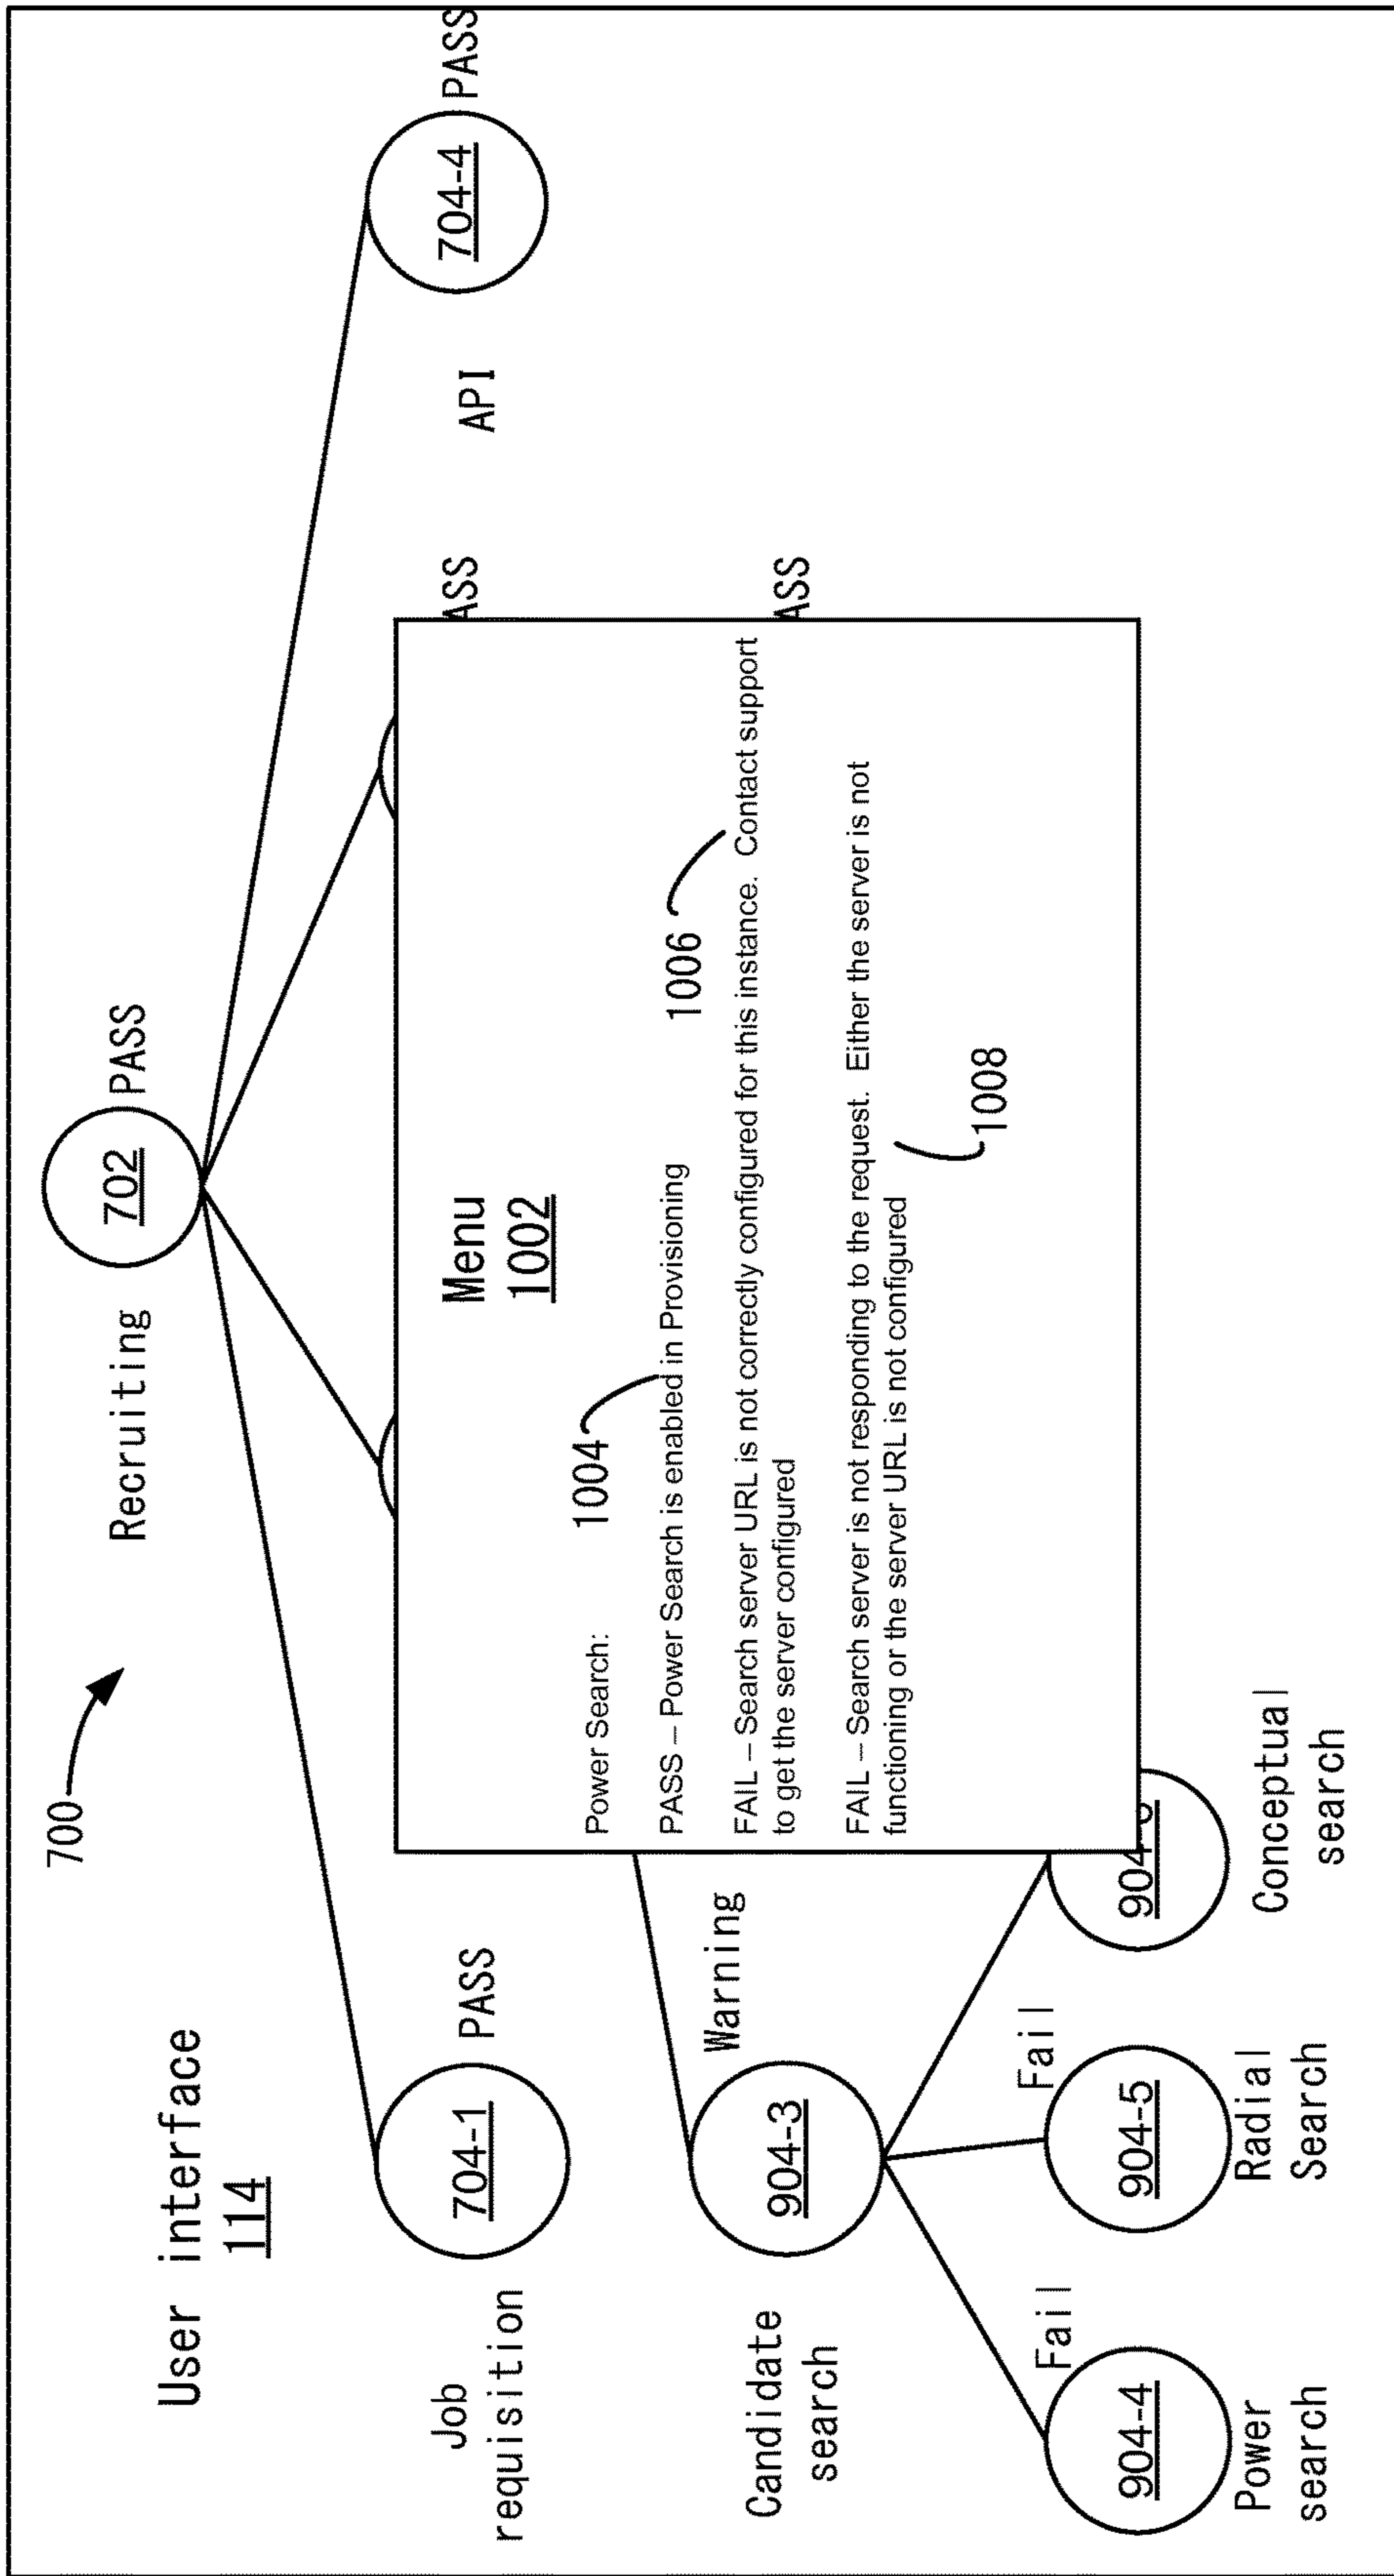 User interface
114
700
Recruiting
702
PASS
Job
requisition
704-1
PASS
ASS
API
704-4
PASS
Menu
1002
Power Search:
1004
PASS – Power Search is enabled in Provisioning
1006
FAIL – Search server URL is not correctly configured for this instance. Contact support
to get the server configured
FAIL – Search server is not responding to the request. Either the server is not
functioning or the server URL is not configured
1008
Candidate
search
904-3
Warning
ASS
Fail
904-4
Power
search
Fail
904-5
Radial
Search
904
Conceptual
search